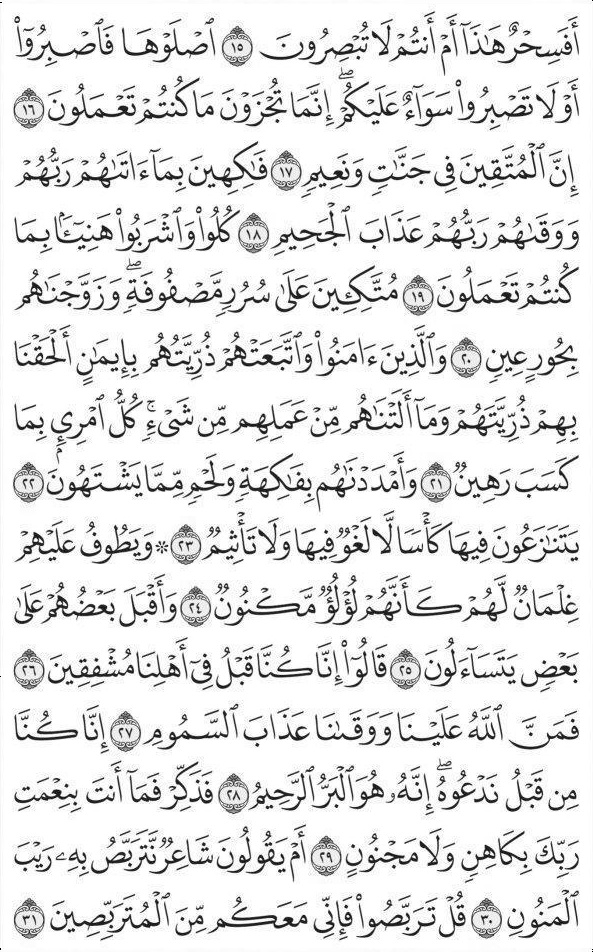 أَفَسِحْرٌ هَٰذَآ أَمْ أَنتُمْ لَا تُبْصِرُونَ ۝١٥ ٱصْلَوْهَا فَٱصْبِرُوٓا۟
أَوْ لَا تَصْبِرُوا۟ سَوَآءٌ عَلَيْكُمْ ۖ إِنَّمَا تُجْزَوْنَ مَا كُنتُمْ تَعْمَلُونَ ۝١٦
إِنَّ ٱلْمُتَّقِينَ فِى جَنَّٰتٍ وَنَعِيمٍ ۝١٧ فَٰكِهِينَ بِمَآ ءَاتَىٰهُمْ رَبُّهُمْ
وَوَقَىٰهُمْ رَبُّهُمْ عَذَابَ ٱلْجَحِيمِ ۝١٨ كُلُوا۟ وَٱشْرَبُوا۟ هَنِيٓـًٔۢا بِمَا
كُنتُمْ تَعْمَلُونَ ۝١٩ مُتَّكِـِٔينَ عَلَىٰ سُرُرٍ مَّصْفُوفَةٍ ۖ وَزَوَّجْنَٰهُم
بِحُورٍ عِينٍ ۝٢٠ وَٱلَّذِينَ ءَامَنُوا۟ وَٱتَّبَعَتْهُمْ ذُرِّيَّتُهُم بِإِيمَٰنٍ أَلْحَقْنَا
بِهِمْ ذُرِّيَّتَهُمْ وَمَآ أَلَتْنَٰهُم مِّنْ عَمَلِهِم مِّن شَىْءٍ ۚ كُلُّ ٱمْرِئٍۭ بِمَا
كَسَبَ رَهِينٌ ۝٢١ وَأَمْدَدْنَٰهُم بِفَٰكِهَةٍ وَلَحْمٍ مِّمَّا يَشْتَهُونَ ۝٢٢
يَتَنَٰزَعُونَ فِيهَا كَأْسًا لَّا لَغْوٌ فِيهَا وَلَا تَأْثِيمٌ ۝٢٣ ۞ وَيَطُوفُ عَلَيْهِمْ
غِلْمَانٌ لَّهُمْ كَأَنَّهُمْ لُؤْلُؤٌ مَّكْنُونٌ ۝٢٤ وَأَقْبَلَ بَعْضُهُمْ عَلَىٰ
بَعْضٍ يَتَسَآءَلُونَ ۝٢٥ قَالُوٓا۟ إِنَّا كُنَّا قَبْلُ فِىٓ أَهْلِنَا مُشْفِقِينَ ۝٢٦
فَمَنَّ ٱللَّهُ عَلَيْنَا وَوَقَىٰنَا عَذَابَ ٱلسَّمُومِ ۝٢٧ إِنَّا كُنَّا
مِن قَبْلُ نَدْعُوهُ ۖ إِنَّهُۥ هُوَ ٱلْبَرُّ ٱلرَّحِيمُ ۝٢٨ فَذَكِّرْ فَمَآ أَنتَ بِنِعْمَتِ
رَبِّكَ بِكَاهِنٍ وَلَا مَجْنُونٍ ۝٢٩ أَمْ يَقُولُونَ شَاعِرٌ نَّتَرَبَّصُ بِهِۦ رَيْبَ
ٱلْمَنُونِ ۝٣٠ قُلْ تَرَبَّصُوا۟ فَإِنِّى مَعَكُم مِّنَ ٱلْمُتَرَبِّصِينَ ۝٣١